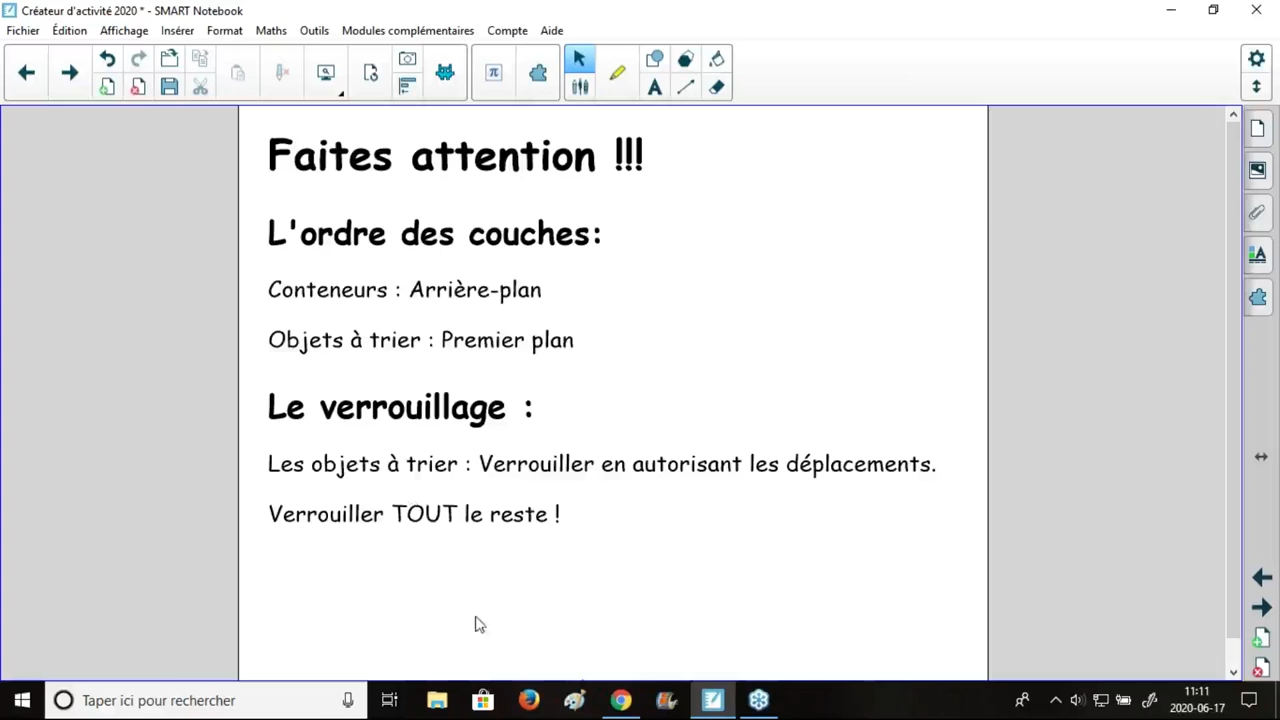 Créateur d'activité 2020 * - SMART Notebook
Fichier Édition Affichage Insérer Format Maths Outils Modules complémentaires Compte Aide
Faites attention !!!
L'ordre des couches:
Conteneurs : Arrière-plan
Objets à trier : Premier plan
Le verrouillage :
Les objets à trier : Verrouiller en autorisant les déplacements.
Verrouiller TOUT le reste !
Taper ici pour rechercher
11:11
2020-06-17